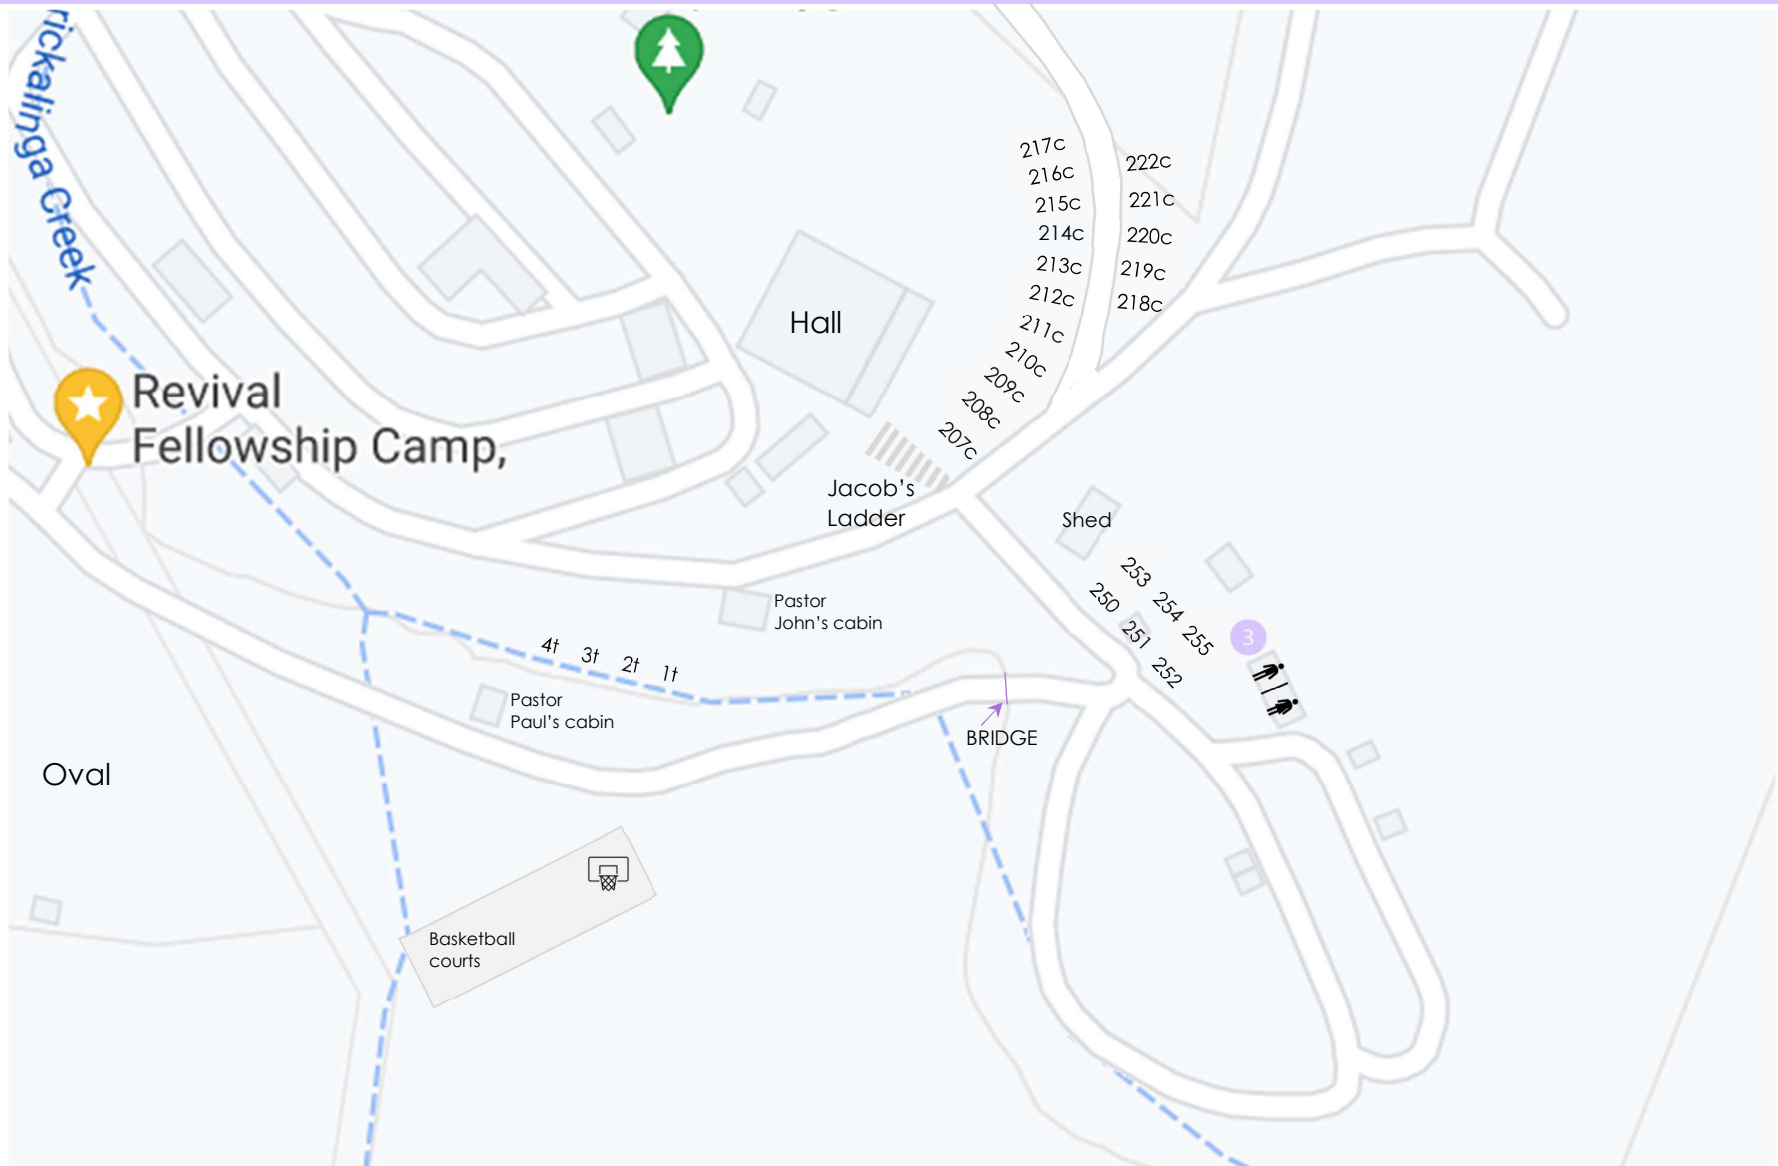 rickalinga Creek
217c
216c
215c
214c
213c
212c
211c
210c
209c
208c
207c
222c
221c
220c
219c
218c
Hall
Revival
Fellowship Camp,
Jacob's
Ladder
Shed
253
254
255
250
251
252
3
Pastor
John's cabin
4t 3t 2t 1t
Pastor
Paul's cabin
BRIDGE
Oval
Basketball
courts